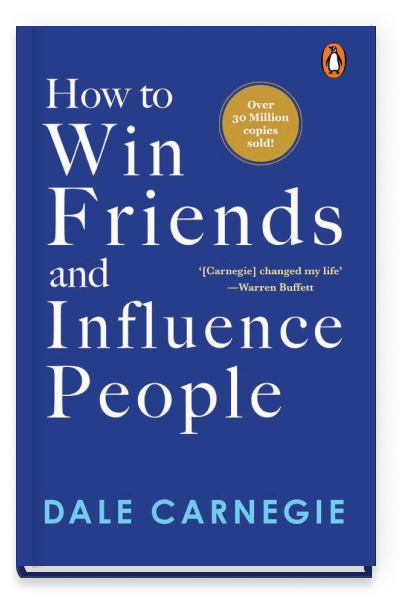 How to
Over
30 Million
copies
sold!
Win
Friends
and
‘[Carnegie] changed my life’
—Warren Buffett
Influence
People
DALE CARNEGIE